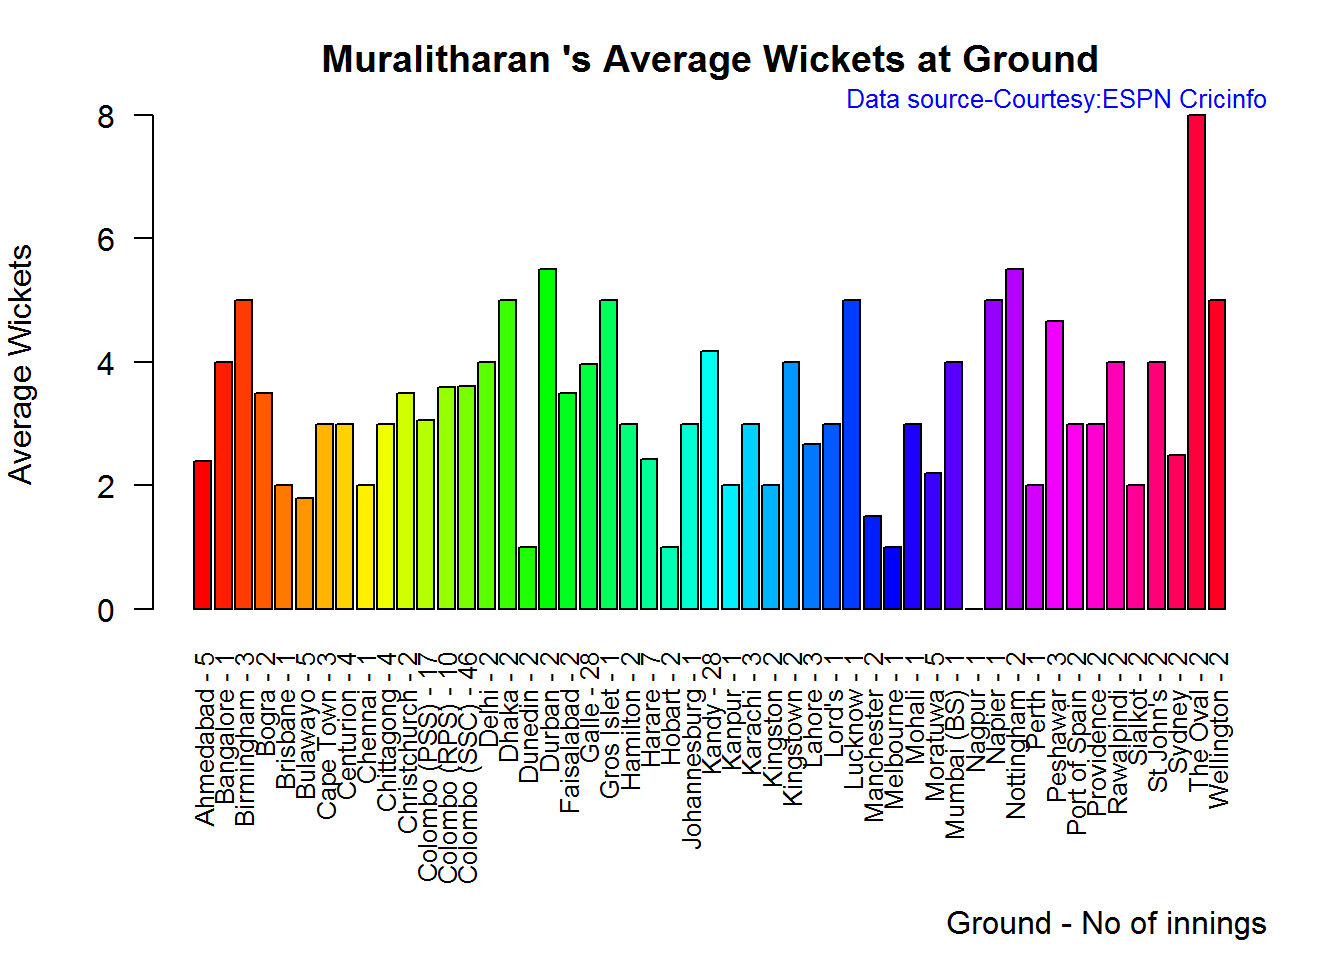 Muralitharan 's Average Wickets at Ground
Data source-Courtesy:ESPN Cricinfo
Average Wickets
8
6
4
2
0
Ahmedabad - 5
Bangalore - 1
Birmingham - 3
Bogra - 2
Brisbane - 1
Bulawayo - 5
Cape Town - 3
Centurion - 4
Chennai - 1
Chittagong - 4
Christchurch - 2
Colombo (PSS) - 17
Colombo (RPS) - 10
Colombo (SSC) - 46
Delhi - 2
Dhaka - 2
Dunedin - 2
Durban - 2
Faisalabad - 2
Galle - 28
Gros Islet - 1
Hamilton - 2
Harare - 7
Hobart - 2
Johannesburg - 1
Kandy - 28
Kanpur - 1
Karachi - 3
Kingston - 2
Kingstown - 2
Lahore - 3
Lord's - 1
Lucknow - 1
Manchester - 2
Melbourne - 1
Mohali - 1
Moratuwa - 5
Mumbai (BS) - 1
Nagpur - 1
Napier - 1
Nottingham - 2
Perth - 1
Peshawar - 3
Port of Spain - 2
Providence - 2
Rawalpindi - 2
Sialkot - 2
St John's - 2
Sydney - 2
The Oval - 2
Wellington - 2
Ground - No of innings